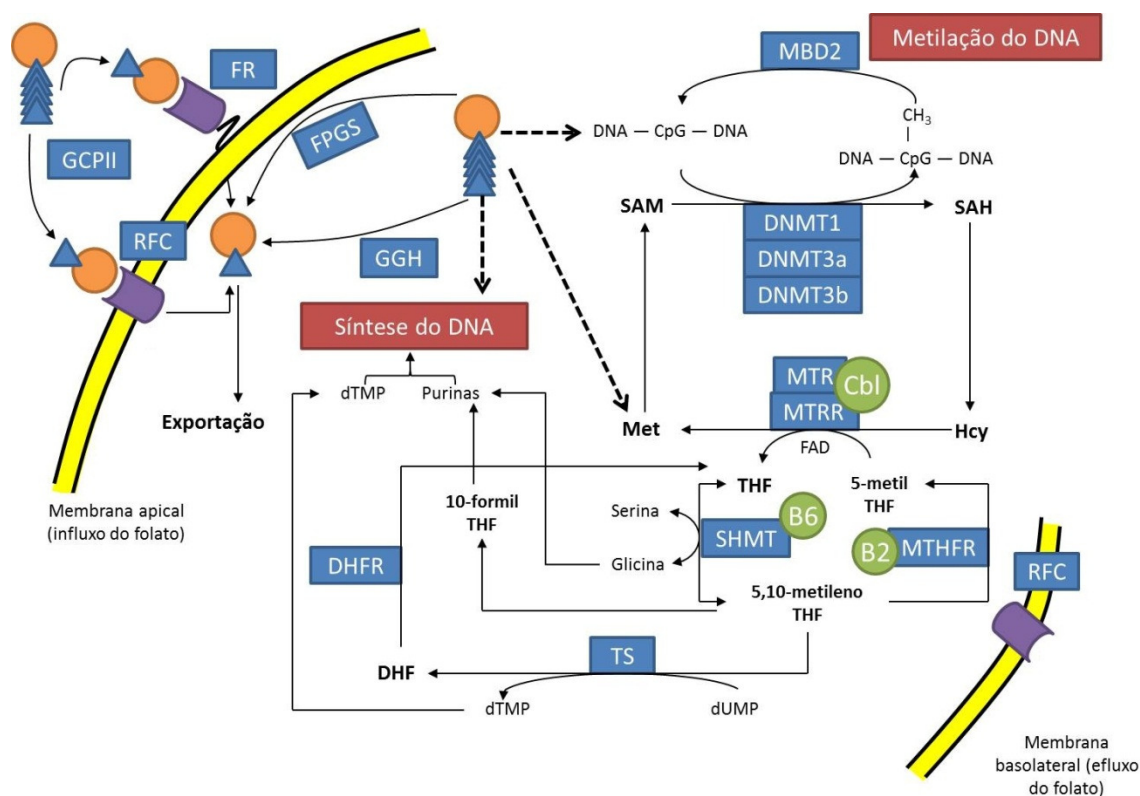 MBD2
Metilação do DNA
FR
FPGS
GCPII
CH3
DNA — CpG — DNA
DNA — CpG — DNA
SAM
SAH
RFC
GGH
DNMT1
DNMT3a
DNMT3b
Síntese do DNA
dTMP
Purinas
Exportação
MTR
Cbl
MTRR
Met
Hcy
FAD
THF
5-metil
THF
Membrana apical
(influxo do folato)
10-formil
THF
Serina
B6
SHMT
Glicina
B2
MTHFR
DHFR
RFC
5,10-metileno
THF
TS
DHF
dTMP
dUMP
Membrana
basolateral (efluxo
do folato)